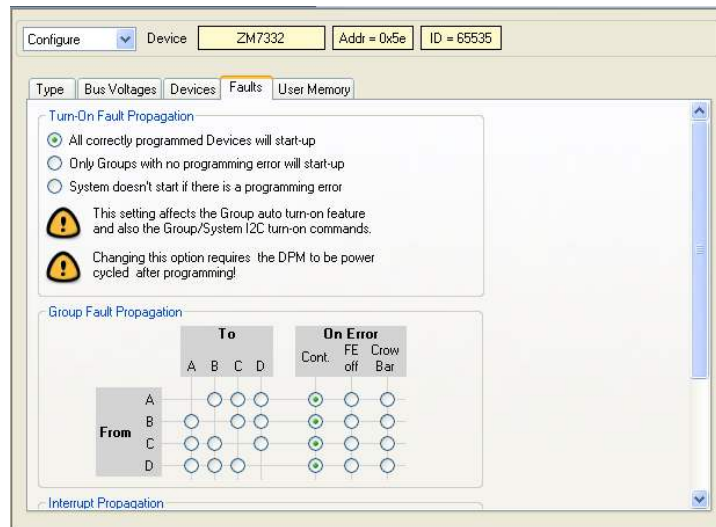 Configure Device ZM7332 Addr = 0x5e ID = 65535
Type Bus Voltages Devices Faults User Memory
Turn-On Fault Propagation
All correctly programmed Devices will start-up
Only Groups with no programming error will start-up
System doesn't start if there is a programming error
This setting affects the Group auto turn-on feature
and also the Group/System I2C turn-on commands.
Changing this option requires the DPM to be power
cycled after programming!
Group Fault Propagation
To On Error
A B C D Cont. FE off Crow Bar
From
A
B
C
D
Interrupt Propagation